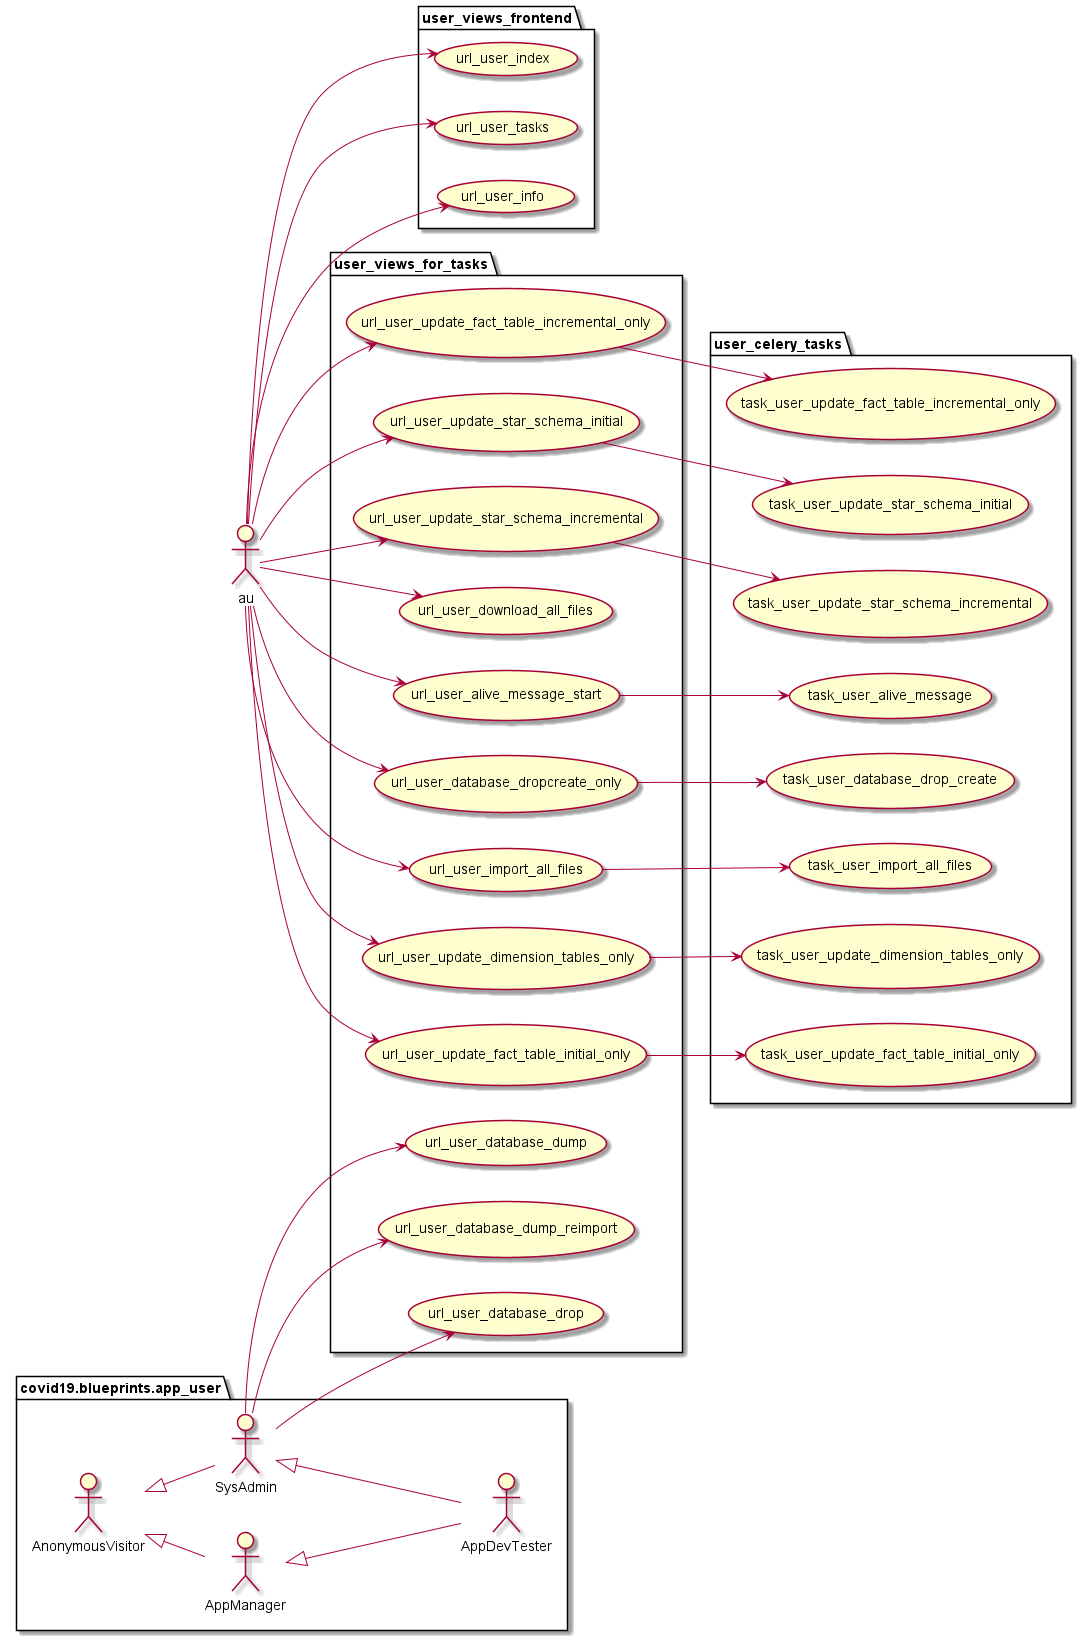 user_views_frontend
url_user_index
url_user_tasks
url_user_info
user_views_for_tasks
url_user_update_fact_table_incremental_only
url_user_update_star_schema_initial
url_user_update_star_schema_incremental
url_user_download_all_files
url_user_alive_message_start
url_user_database_dropcreate_only
url_user_import_all_files
url_user_update_dimension_tables_only
url_user_update_fact_table_initial_only
url_user_database_dump
url_user_database_dump_reimport
url_user_database_drop
user_celery_tasks
task_user_update_fact_table_incremental_only
task_user_update_star_schema_initial
task_user_update_star_schema_incremental
task_user_alive_message
task_user_database_drop_create
task_user_import_all_files
task_user_update_dimension_tables_only
task_user_update_fact_table_initial_only
au
covid19.blueprints.app_user
SysAdmin
AnonymousVisitor
AppDevTester
AppManager